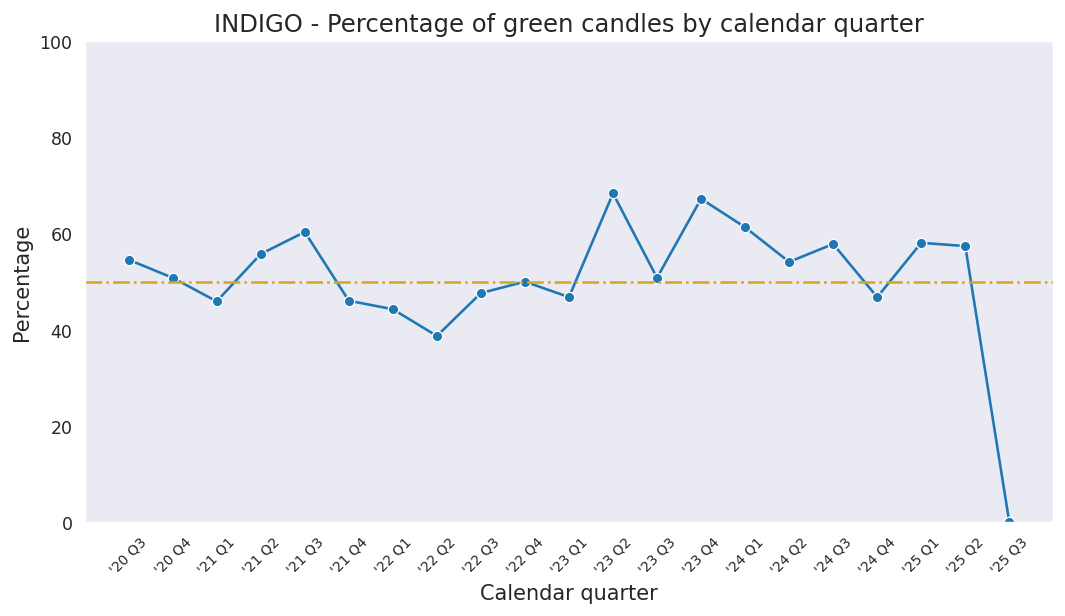 INDIGO - Percentage of green candles by calendar quarter
Percentage
100
80
60
40
20
0
'20 Q3
'20 Q4
'21 Q1
'21 Q2
'21 Q3
'21 Q4
'22 Q1
'22 Q2
'22 Q3
'22 Q4
'23 Q1
'23 Q2
'23 Q3
'23 Q4
'24 Q1
'24 Q2
'24 Q3
'24 Q4
'25 Q1
'25 Q2
'25 Q3
Calendar quarter